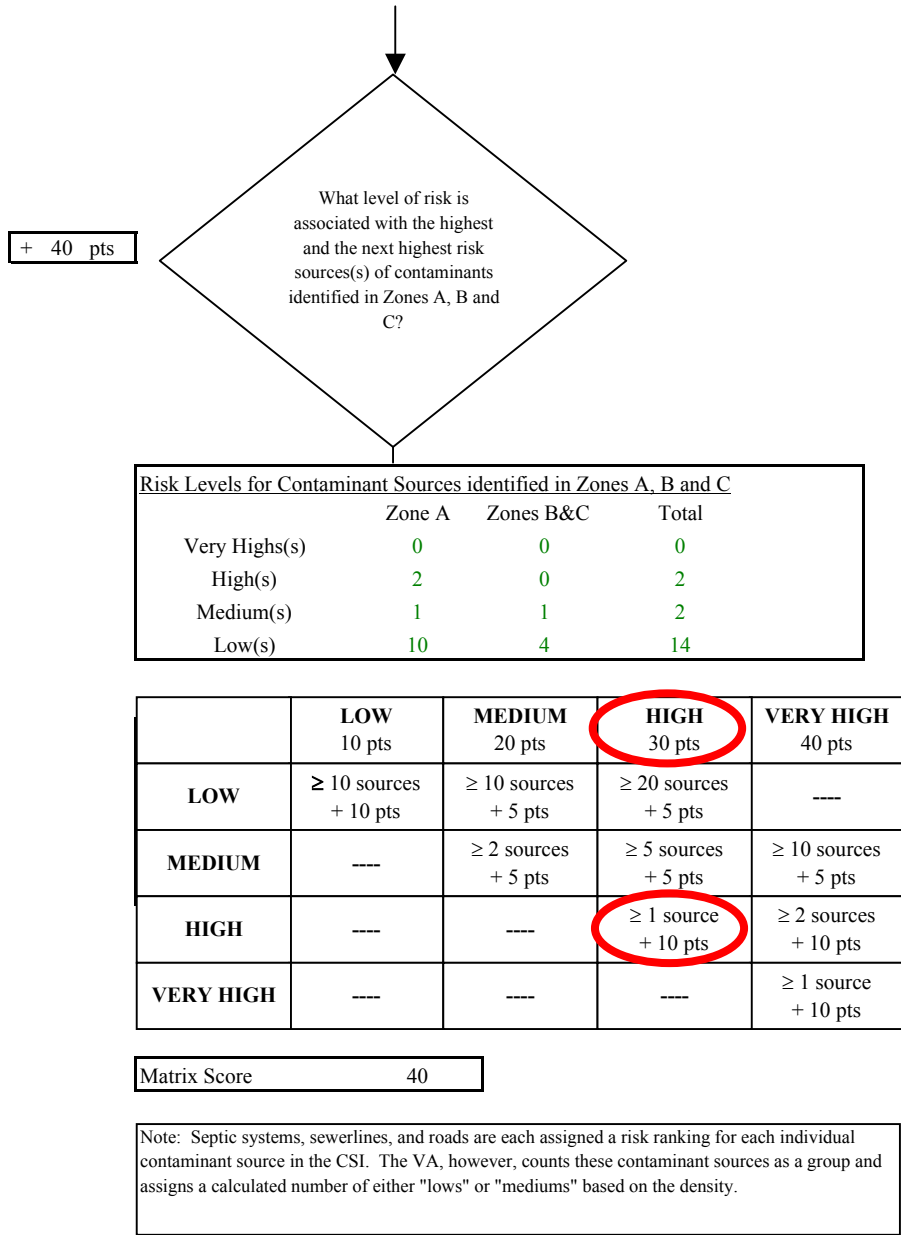 What level of risk is
associated with the highest
and the next highest risk
sources(s) of contaminants
identified in Zones A, B and
C?
+ 40 pts
Risk Levels for Contaminant Sources identified in Zones A, B and C
Zone A Zones B&C Total
Very Highs(s) 0 0 0
High(s) 2 0 2
Medium(s) 1 1 2
Low(s) 10 4 14
LOW MEDIUM HIGH VERY HIGH
10 pts 20 pts 30 pts 40 pts
LOW ≥ 10 sources ≥ 10 sources ≥ 20 sources ----
+ 10 pts + 5 pts + 5 pts
MEDIUM ---- ≥ 2 sources ≥ 5 sources ≥ 10 sources
+ 5 pts + 5 pts + 5 pts
HIGH ---- ---- ≥ 1 source ≥ 2 sources
+ 10 pts + 10 pts
VERY HIGH ---- ---- ---- ≥ 1 source
+ 10 pts
Matrix Score 40
Note: Septic systems, sewerlines, and roads are each assigned a risk ranking for each individual
contaminant source in the CSI. The VA, however, counts these contaminant sources as a group and
assigns a calculated number of either "lows" or "mediums" based on the density.